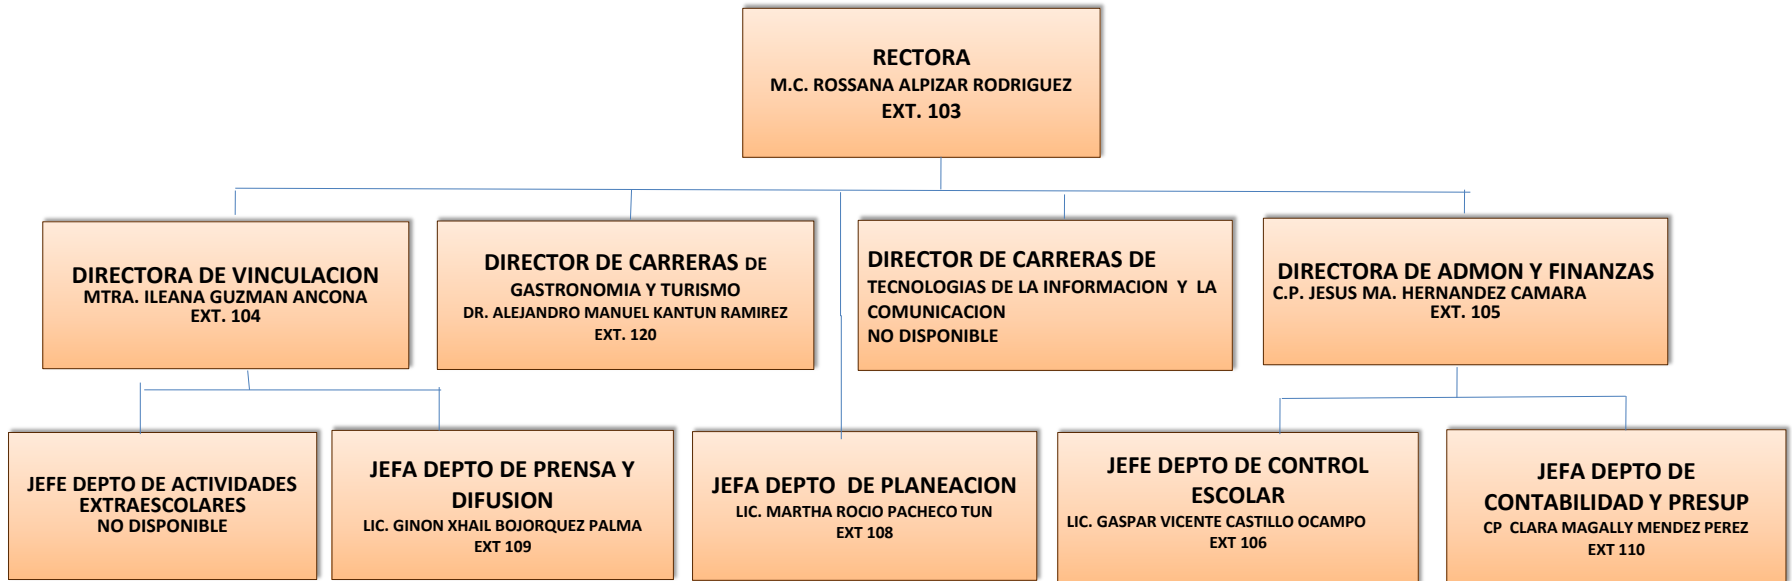 RECTORA
M.C. ROSSANA ALPIZAR RODRIGUEZ
EXT. 103
DIRECTORA DE VINCULACION
MTRA. ILEANA GUZMAN ANCONA
EXT. 104
DIRECTOR DE CARRERAS DE
GASTRONOMIA Y TURISMO
DR. ALEJANDRO MANUEL KANTUN RAMIREZ
EXT. 120
DIRECTOR DE CARRERAS DE
TECNOLOGIAS DE LA INFORMACION Y LA
COMUNICACION
NO DISPONIBLE
DIRECTORA DE ADMON Y FINANZAS
C.P. JESUS MA. HERNANDEZ CAMARA
EXT. 105
JEFE DEPTO DE ACTIVIDADES
EXTRAESCOLARES
NO DISPONIBLE
JEFA DEPTO DE PRENSA Y
DIFUSION
LIC. GINON XHAIL BOJORQUEZ PALMA
EXT 109
JEFA DEPTO DE PLANEACION
LIC. MARTHA ROCIO PACHECO TUN
EXT 108
JEFE DEPTO DE CONTROL
ESCOLAR
LIC. GASPAR VICENTE CASTILLO OCAMPO
EXT 106
JEFA DEPTO DE
CONTABILIDAD Y PRESUP
CP CLARA MAGALLY MENDEZ PEREZ
EXT 110